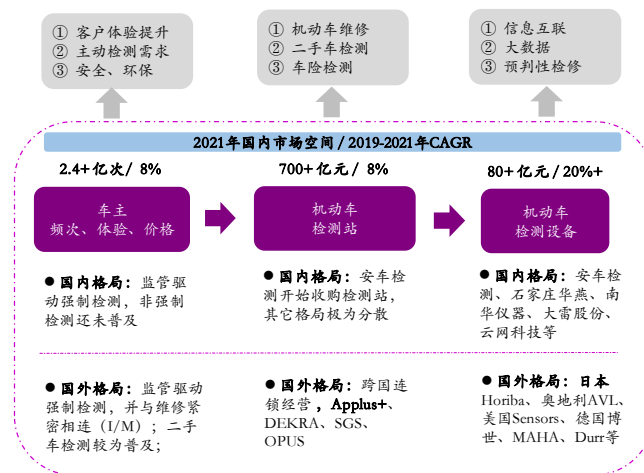 ① 客户体验提升
② 主动检测需求
③ 安全、环保
① 机动车维修
② 二手车检测
③ 车险检测
① 信息互联
② 大数据
③ 预判性检修
2021年国内市场空间 / 2019-2021年CAGR
2.4+亿次/ 8%
700+亿元/ 8%
80+亿元/20%+
车主
频次、体验、价格
机动车
检测站
机动车
检测设备
● 国内格局：监管驱
动强制检测，非强制
检测还未普及
● 国内格局：安车检
测开始收购检测站，
其它格局极为分散
● 国内格局：安车检
测、石家庄华燕、南
华仪器、大雷股份、
云网科技等
● 国外格局：监管驱动
强制检测，并与维修紧
密相连（I/M）；二手
车检测较为普及；
● 国外格局：跨国连
锁经营，Applus+、
DEKRA、SGS、
OPUS
● 国外格局：日本
Horiba、奥地利AVL、
美国Sensors、德国博
世、MAHA、Durr等